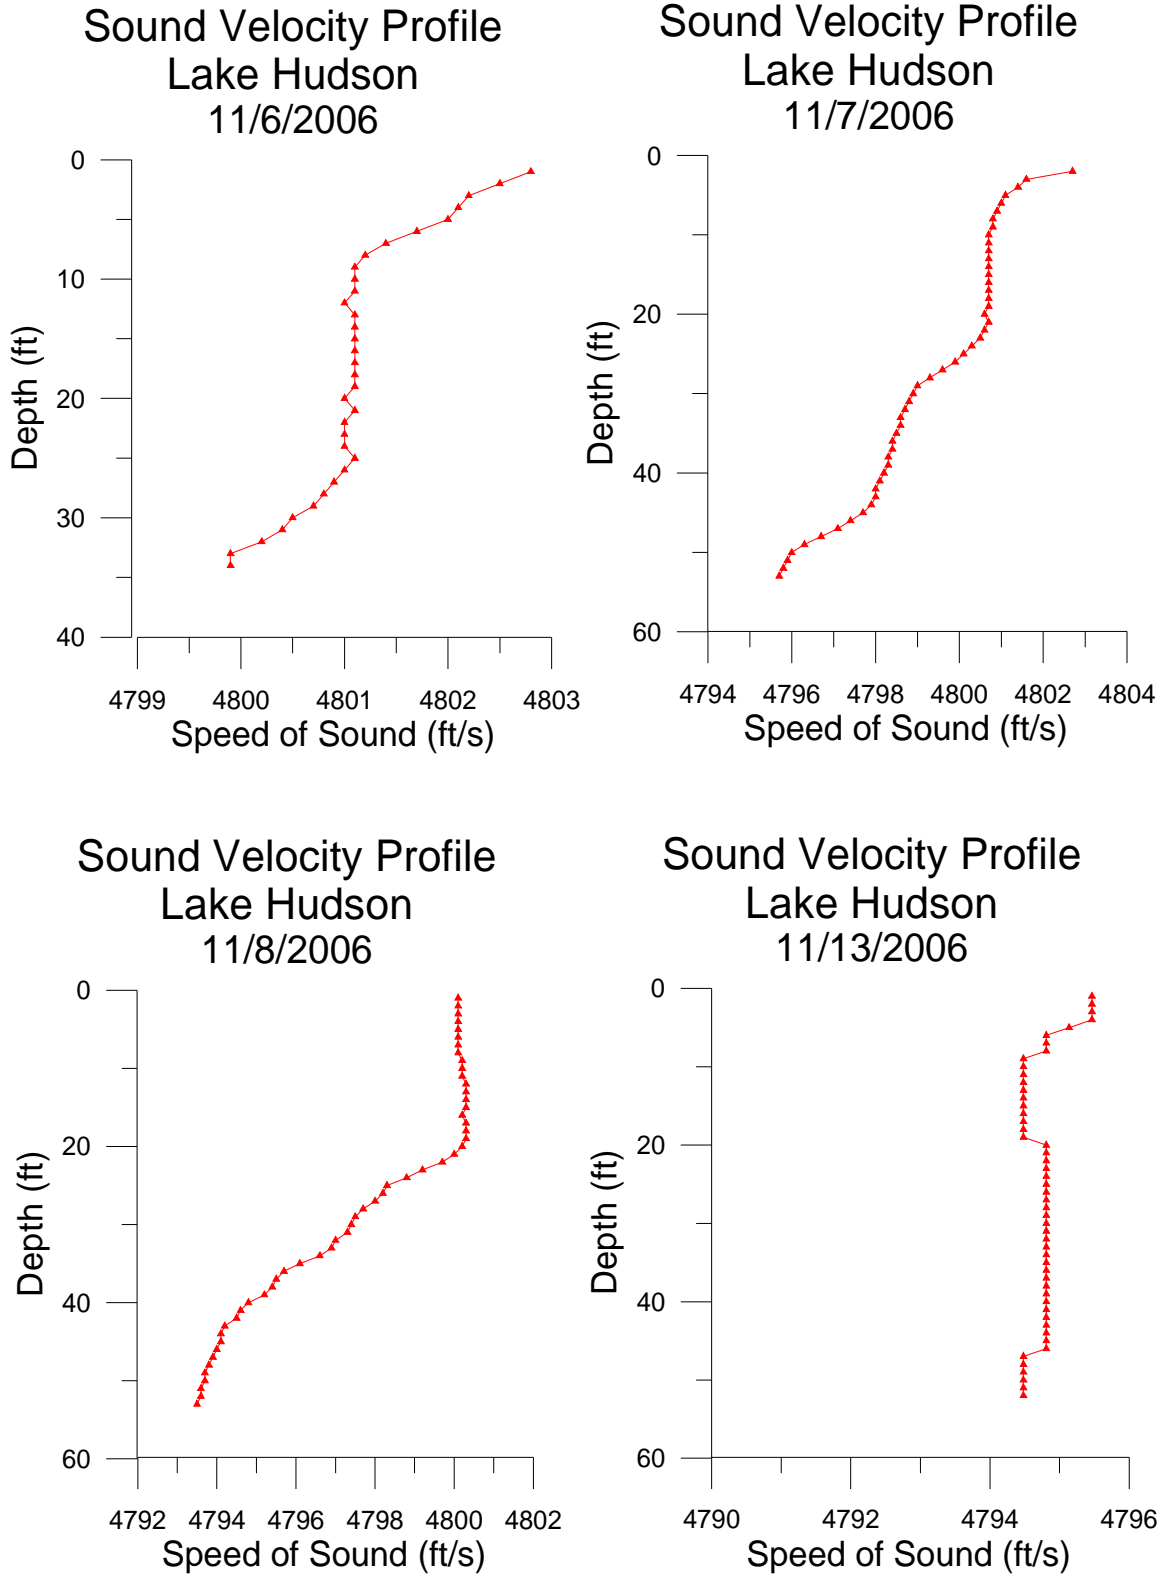 Sound Velocity Profile
Lake Hudson
11/6/2006
0
10
20
30
40
Depth (ft)
4799 4800 4801 4802 4803
Speed of Sound (ft/s)
Sound Velocity Profile
Lake Hudson
11/7/2006
0
20
40
60
Depth (ft)
4794 4796 4798 4800 4802 4804
Speed of Sound (ft/s)
Sound Velocity Profile
Lake Hudson
11/8/2006
0
20
40
60
Depth (ft)
4792 4794 4796 4798 4800 4802
Speed of Sound (ft/s)
Sound Velocity Profile
Lake Hudson
11/13/2006
0
20
40
60
Depth (ft)
4790 4792 4794 4796
Speed of Sound (ft/s)